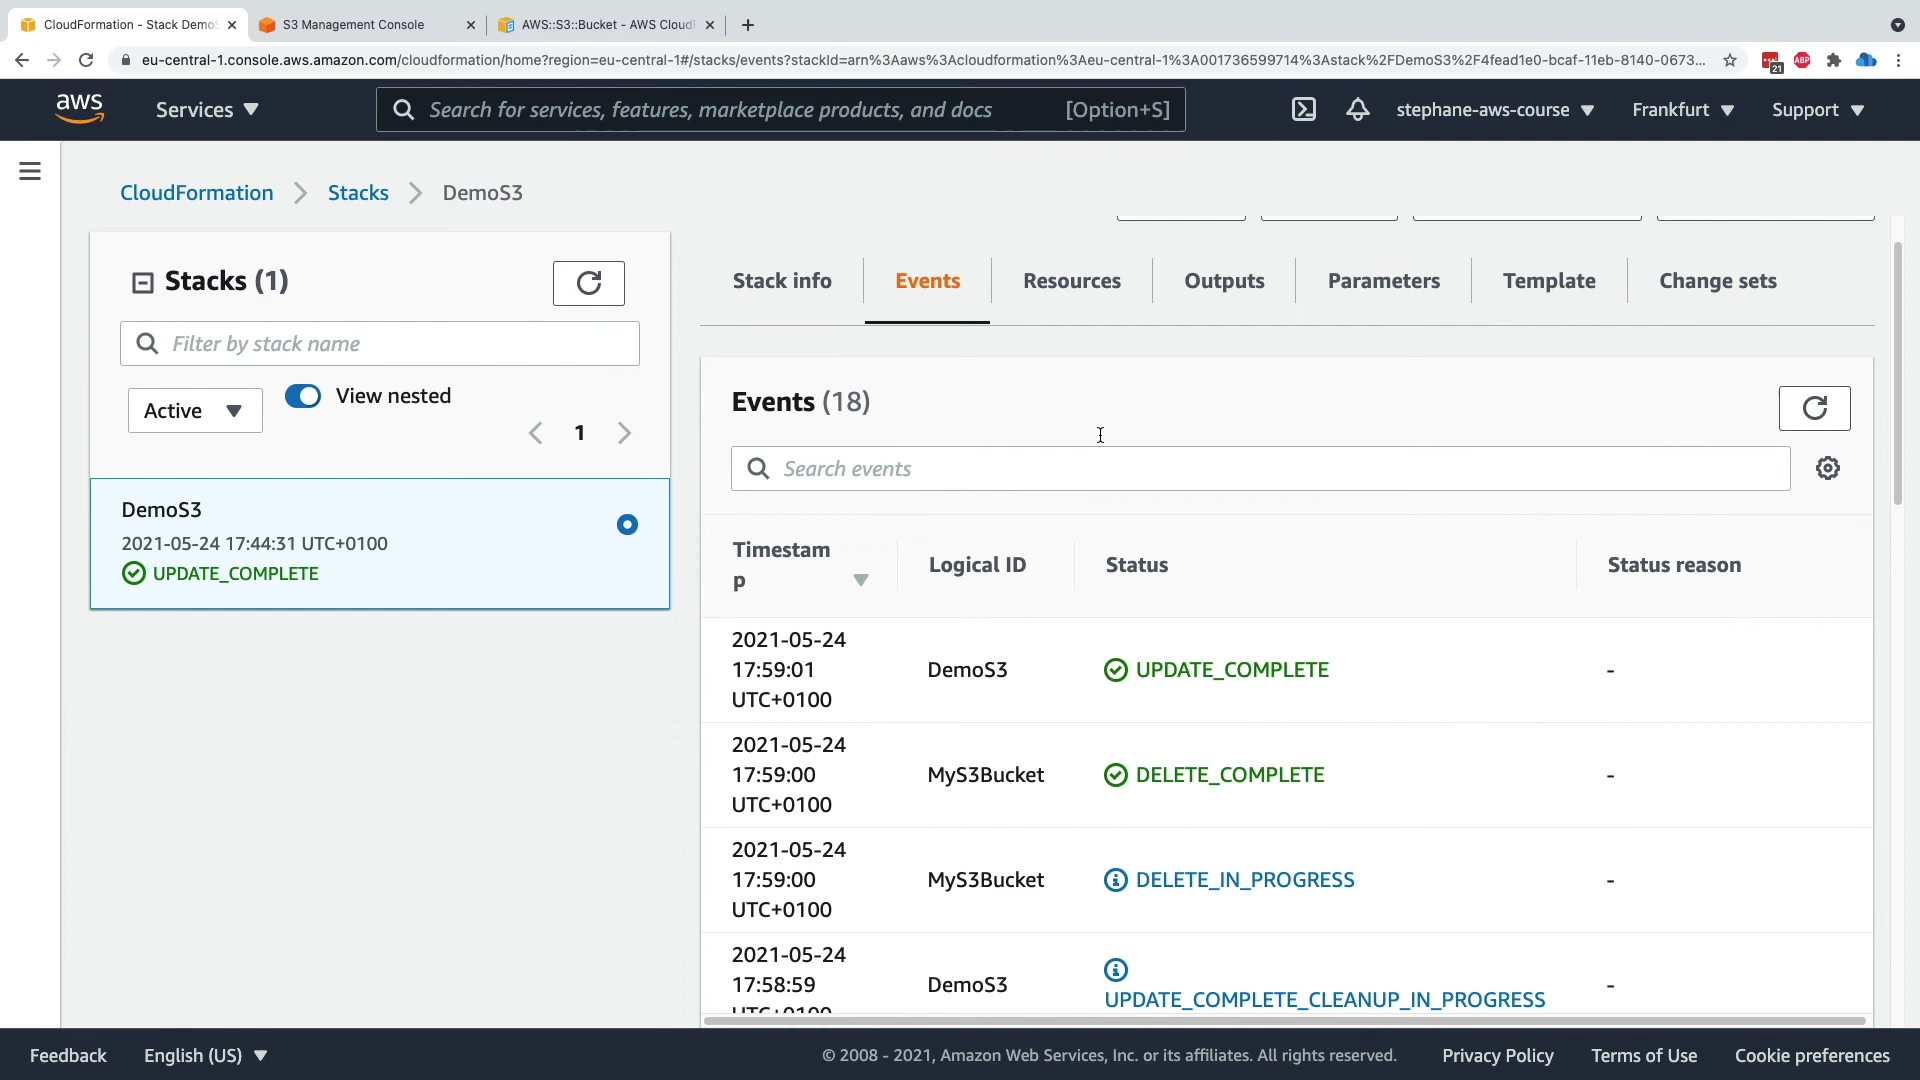 CloudFormation - Stack DemoS
S3 Management Console
AWS::S3::Bucket - AWS CloudF
eu-central-1.console.aws.amazon.com/cloudformation/home?region=eu-central-1#/stacks/events?stackId=arn%3Aaws%3Acloudformation%3Aeu-central-1%3A001736599714%3Astack%2FDemoS3%2F4fead1e0-bcaf-11eb-8140-0673...
21
ABP
aws
Services
Search for services, features, marketplace products, and docs
[Option+S]
stephane-aws-course
Frankfurt
Support
CloudFormation
Stacks
DemoS3
Stacks (1)
Filter by stack name
Active
View nested
1
DemoS3
2021-05-24 17:44:31 UTC+0100
UPDATE_COMPLETE
Stack info
Events
Resources
Outputs
Parameters
Template
Change sets
Events (18)
Search events
Timestam
p
Logical ID
Status
Status reason
2021-05-24
17:59:01
UTC+0100
DemoS3
UPDATE_COMPLETE
-
2021-05-24
17:59:00
UTC+0100
MyS3Bucket
DELETE_COMPLETE
-
2021-05-24
17:59:00
UTC+0100
MyS3Bucket
DELETE_IN_PROGRESS
-
2021-05-24
17:58:59
UTC+0100
DemoS3
UPDATE_COMPLETE_CLEANUP_IN_PROGRESS
-
Feedback
English (US)
© 2008 - 2021, Amazon Web Services, Inc. or its affiliates. All rights reserved.
Privacy Policy
Terms of Use
Cookie preferences